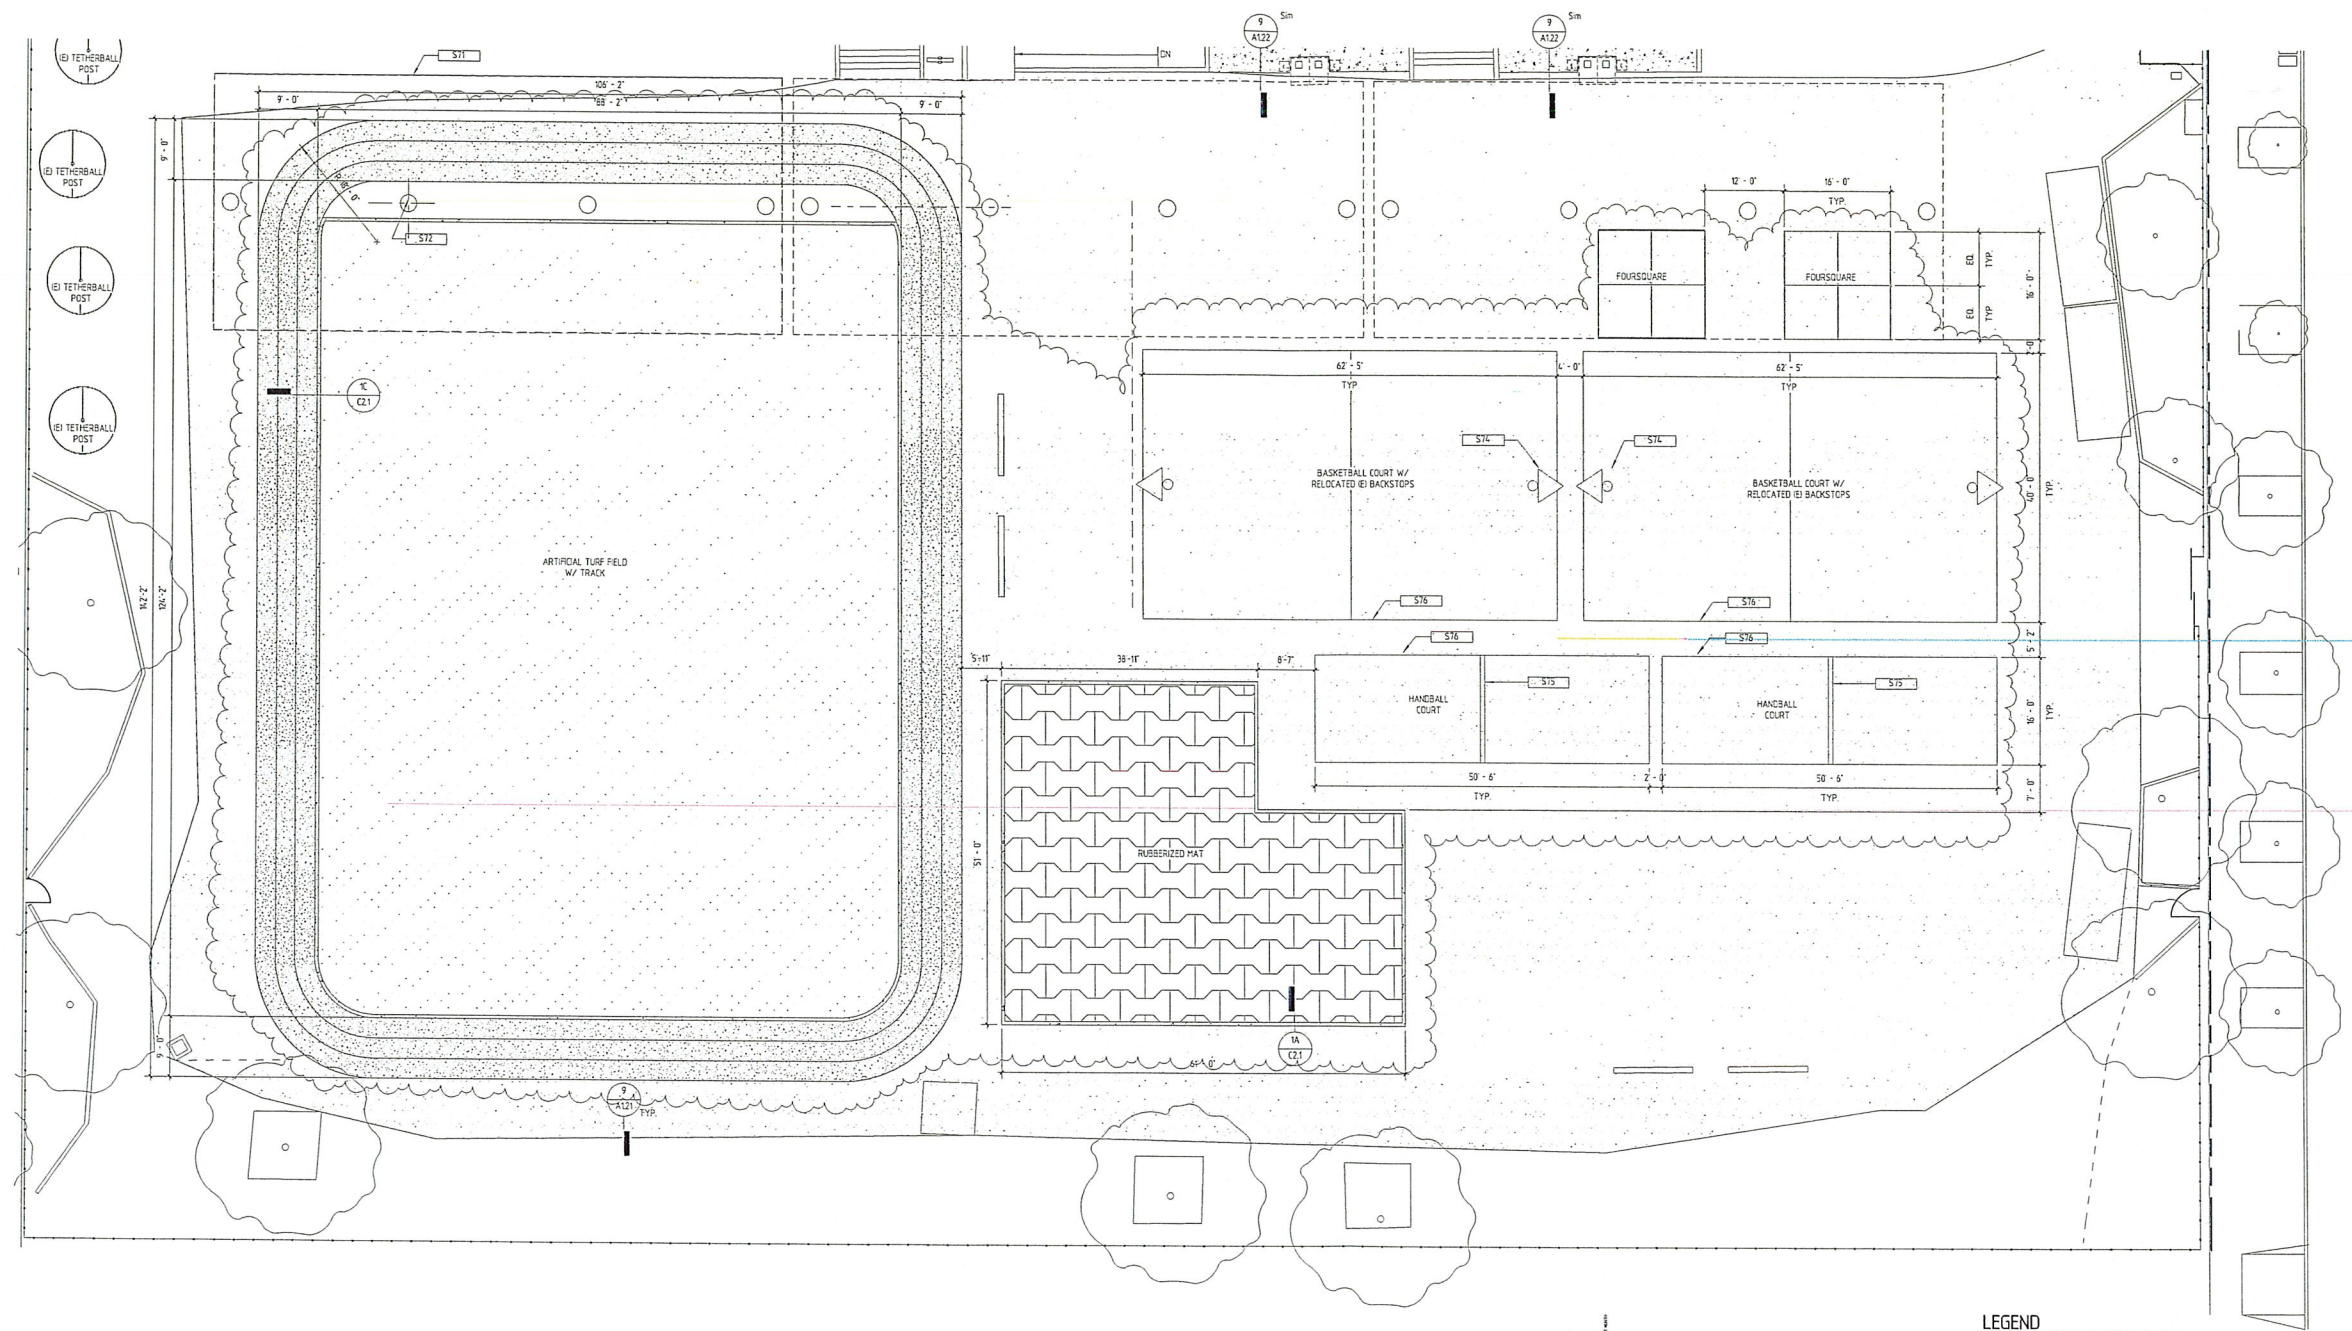 9 Sim
A1.22
9 Sim
A1.22
(E) TETHERBALL
POST
S71
DN
106' - 2"
88' - 2"
9' - 0"
9' - 0"
9' - 0"
(E) TETHERBALL
POST
S72
12' - 0"
16' - 0"
TYP.
FOURSQUARE
FOURSQUARE
EQ.
TYP.
EQ.
TYP.
16' - 0"
(E) TETHERBALL
POST
1C
C2.1
(E) TETHERBALL
POST
62' - 5"
TYP
4' - 0"
62' - 5"
TYP
S74
S74
BASKETBALL COURT W/
RELOCATED (E) BACKSTOPS
BASKETBALL COURT W/
RELOCATED (E) BACKSTOPS
40' - 0"
TYP.
ARTIFICIAL TURF FIELD
W/ TRACK
142'-2"
124'-2"
S76
S76
S76
S76
5' - 2"
5'-11"
38'-11"
8'-7"
S75
S75
HANDBALL
COURT
HANDBALL
COURT
16' - 0"
TYP.
50' - 6"
TYP.
2' - 0"
50' - 6"
TYP.
7' - 0"
51' - 0"
RUBBERIZED MAT
1A
C2.1
61' - 0"
9' - 0"
9
A1.21
TYP.
LEGEND